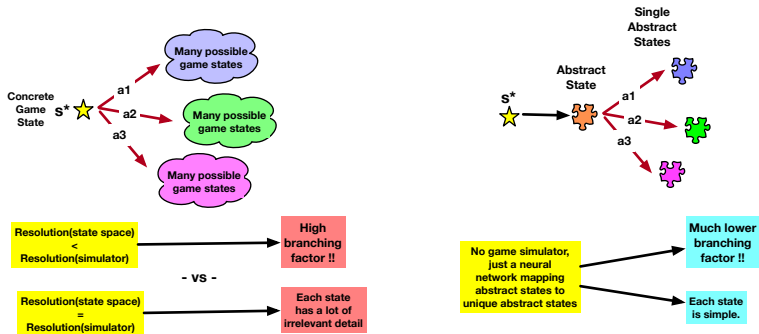 Many possible
game states
Concrete
Game
State
s*
a1
a2
a3
Many possible
game states
Many possible
game states
Resolution(state space)
<
Resolution(simulator)
High
branching
factor !!
- vs -
Resolution(state space)
=
Resolution(simulator)
Each state
has a lot of
irrelevant detail
Single
Abstract
States
Abstract
State
s*
a1
a2
a3
No game simulator,
just a neural
network mapping
abstract states to
unique abstract states
Much lower
branching
factor !!
Each state
is simple.